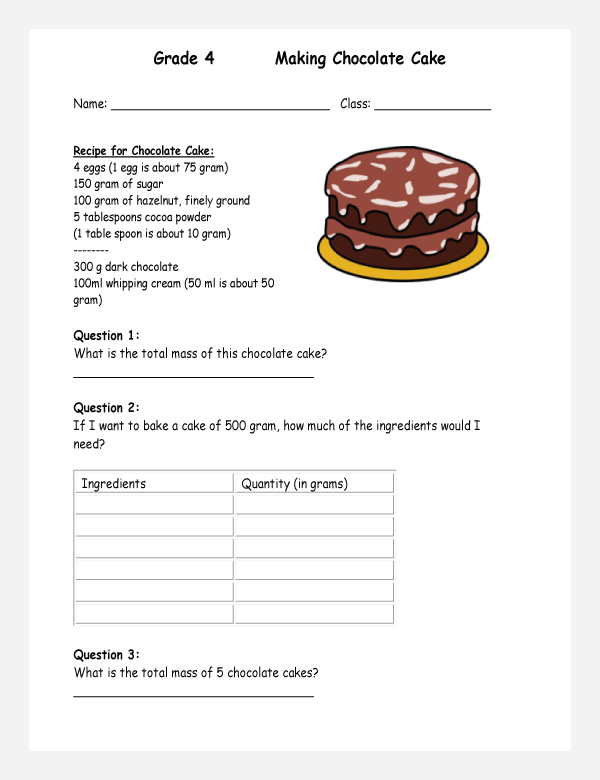 Grade 4 Making Chocolate Cake
Name: _________________________________ Class: _________________
Recipe for Chocolate Cake:
4 eggs (1 egg is about 75 gram)
150 gram of sugar
100 gram of hazelnut, finely ground
5 tablespoons cocoa powder
(1 table spoon is about 10 gram)
--------
300 g dark chocolate
100ml whipping cream (50 ml is about 50
gram)
Question 1:
What is the total mass of this chocolate cake?
____________________________________
Question 2:
If I want to bake a cake of 500 gram, how much of the ingredients would I
need?
Ingredients Quantity (in grams)
Question 3:
What is the total mass of 5 chocolate cakes?
____________________________________